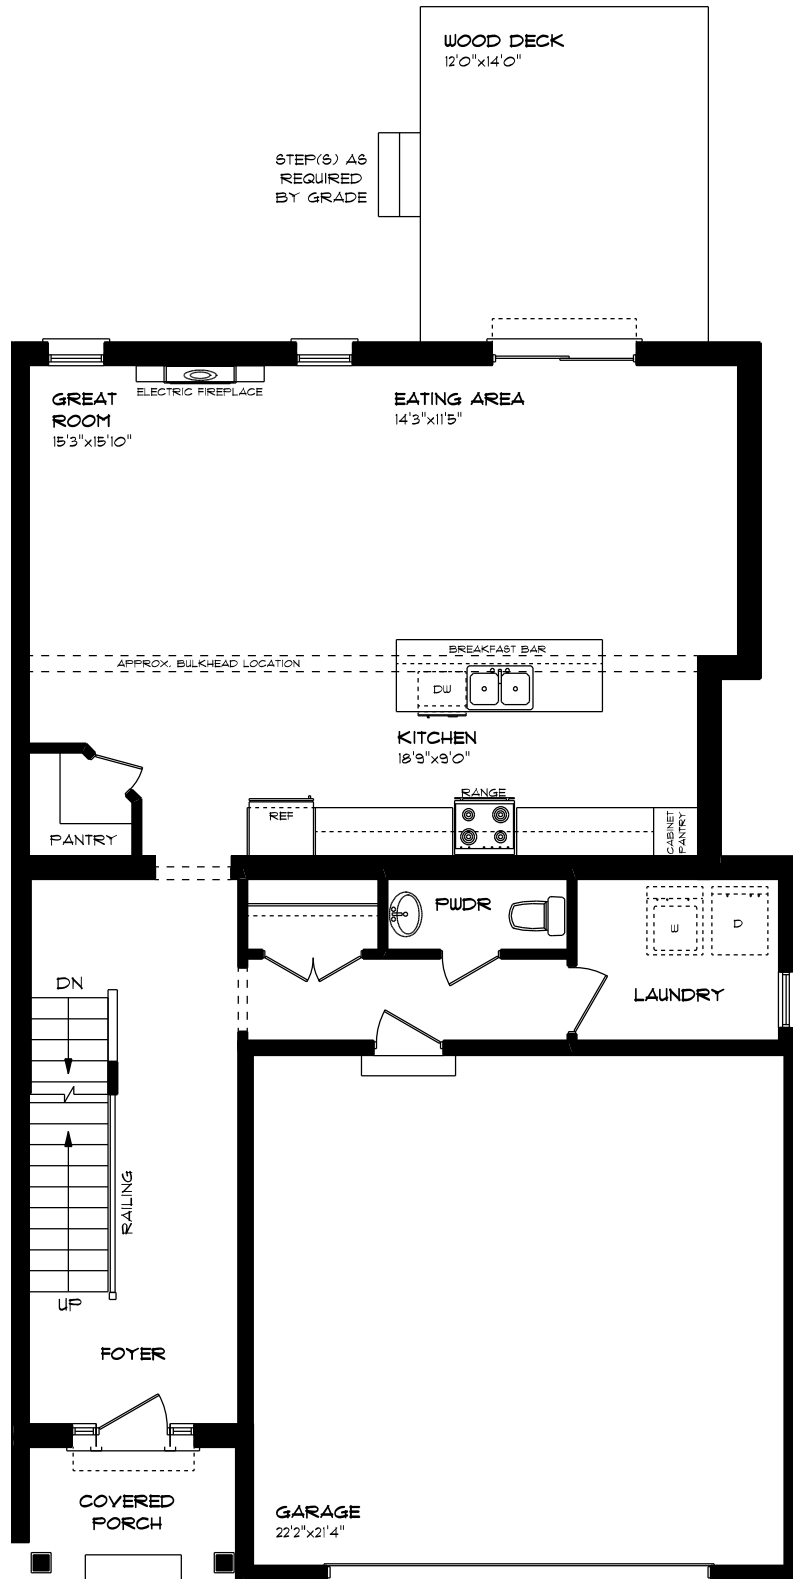 WOOD DECK
12'0"x14'0"
STEP(S) AS
REQUIRED
BY GRADE
ELECTRIC FIREPLACE
GREAT
ROOM
15'3"x15'10"
EATING AREA
14'3"x11'5"
APPROX. BULKHEAD LOCATION
BREAKFAST BAR
DW
KITCHEN
18'9"x9'0"
PANTRY
REF
RANGE
CABINET
PANTRY
PWDR
W
D
LAUNDRY
DN
RAILING
UP
FOYER
COVERED
PORCH
GARAGE
22'2"x21'4"